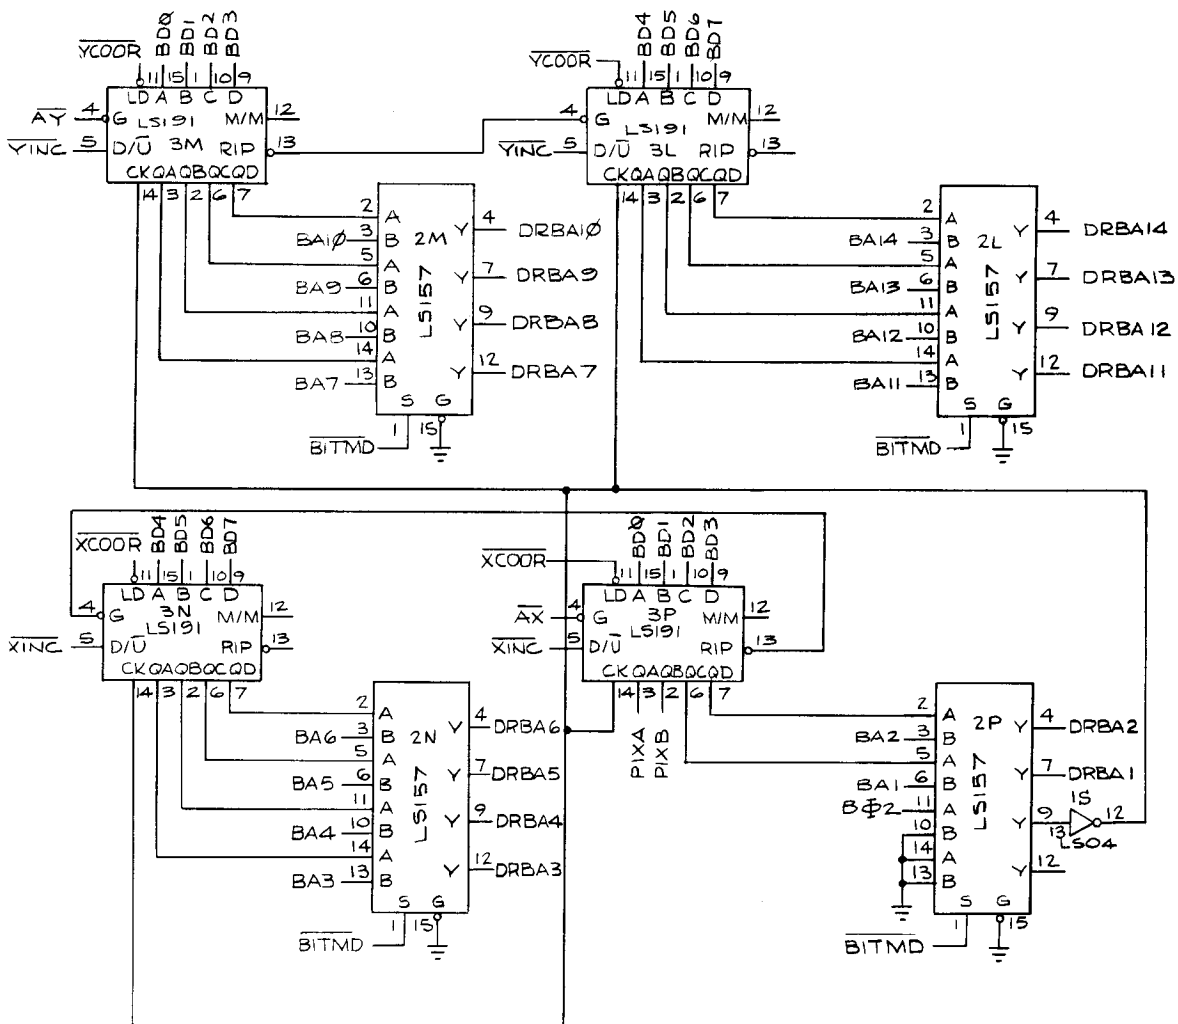 YCOOR BD0 BD1 BD2 BD3
11 15 1 10 9
LD A B C D
AY 4 G LS191 M/M 12
YINC 5 D/U 3M RIP 13
CK QA QB QC QD
14 3 2 6 7
2 A
BA10 3 B 2M Y 4 DRBA10
5 A
BA9 6 B Y 7 DRBA9
11 A LS157
BA8 10 B Y 9 DRBA8
14 A
BA7 13 B Y 12 DRBA7
S G
1 15
BITMD
YCOOR BD4 BD5 BD6 BD7
11 15 1 10 9
LD A B C D
4 G LS191 M/M 12
YINC 5 D/U 3L RIP 13
CK QA QB QC QD
14 3 2 6 7
2 A
BA14 3 B 2L Y 4 DRBA14
5 A
BA13 6 B Y 7 DRBA13
11 A LS157
BA12 10 B Y 9 DRBA12
14 A
BA11 13 B Y 12 DRBA11
S G
1 15
BITMD
XCOOR BD4 BD5 BD6 BD7
11 15 1 10 9
LD A B C D
4 G 3N M/M 12
XINC 5 D/U LS191 RIP 13
CK QA QB QC QD
14 3 2 6 7
2 A
BA6 3 B 2N Y 4 DRBA6
5 A
BA5 6 B Y 7 DRBA5
11 A LS157
BA4 10 B Y 9 DRBA4
14 A
BA3 13 B Y 12 DRBA3
S G
1 15
BITMD
XCOOR BD0 BD1 BD2 BD3
11 15 1 10 9
LD A B C D
AX 4 G 3P M/M 12
XINC 5 D/U LS191 RIP 13
CK QA QB QC QD
14 3 2 6 7
PIXA PIXB
2 A
BA2 3 B 2P Y 4 DRBA2
5 A
BA1 6 B Y 7 DRBA1
BΦ2 11 A LS157
10 B Y 9 13 1S 12
LS04
14 A
13 B Y 12
S G
1 15
BITMD